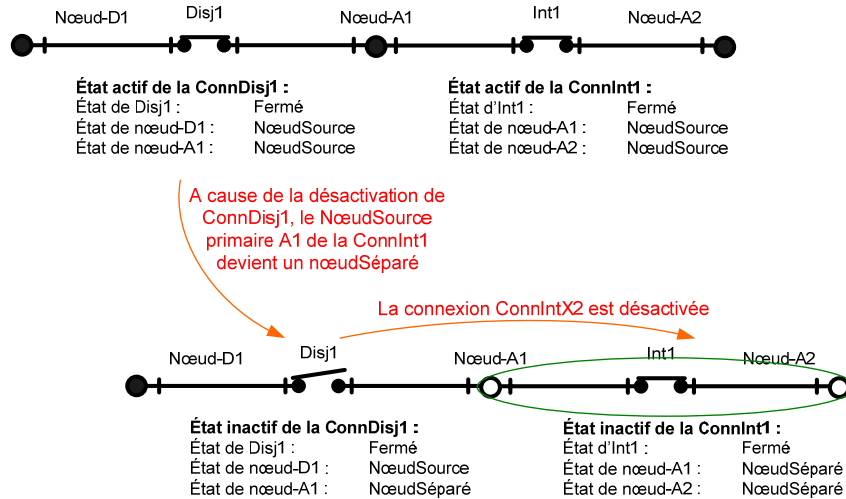 Nœud-D1 Disj1 Nœud-A1 Int1 Nœud-A2
État actif de la ConnDisj1 :
État de Disj1 : Fermé
État de nœud-D1 : NœudSource
État de nœud-A1 : NœudSource
État actif de la ConnInt1 :
État d'Int1 : Fermé
État de nœud-A1 : NœudSource
État de nœud-A2 : NœudSource
A cause de la désactivation de
ConnDisj1, le NœudSource
primaire A1 de la ConnInt1
devient un nœudSéparé
La connexion ConnIntX2 est désactivée
Nœud-D1 Disj1 Nœud-A1 Int1 Nœud-A2
État inactif de la ConnDisj1 :
État de Disj1 : Fermé
État de nœud-D1 : NœudSource
État de nœud-A1 : NœudSéparé
État inactif de la ConnInt1 :
État d'Int1 : Fermé
État de nœud-A1 : NœudSéparé
État de nœud-A2 : NœudSéparé